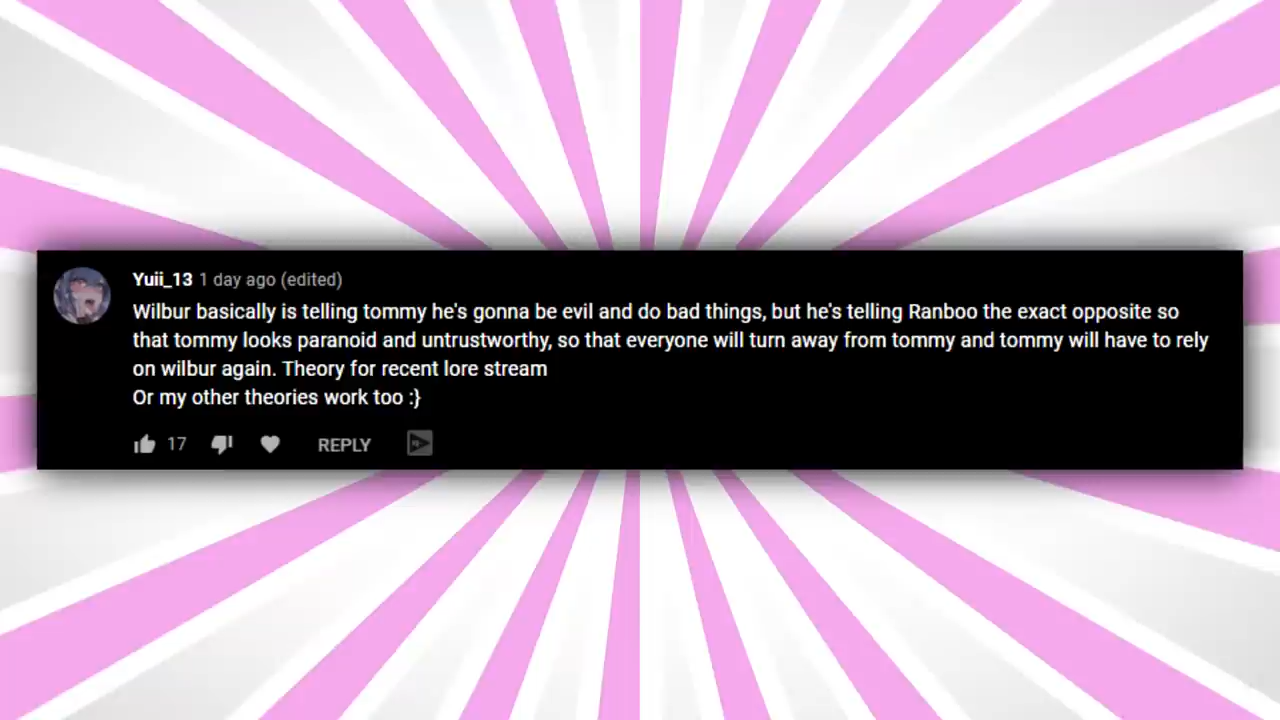 Yuii_13 1 day ago (edited)
Wilbur basically is telling tommy he's gonna be evil and do bad things, but he's telling Ranboo the exact opposite so
that tommy looks paranoid and untrustworthy, so that everyone will turn away from tommy and tommy will have to rely
on wilbur again. Theory for recent lore stream
Or my other theories work too :}
17 REPLY